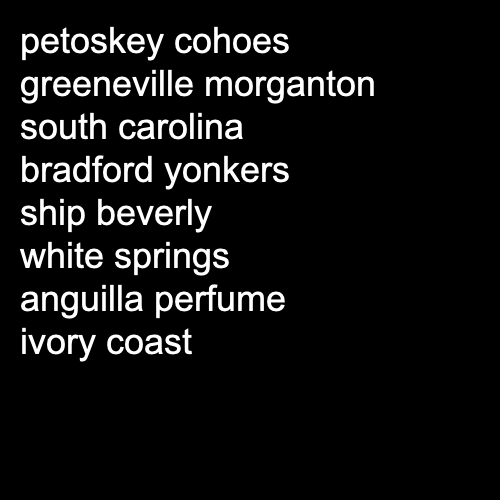 petoskey cohoes
greeneville morganton
south carolina
bradford yonkers
ship beverly
white springs
anguilla perfume
ivory coast